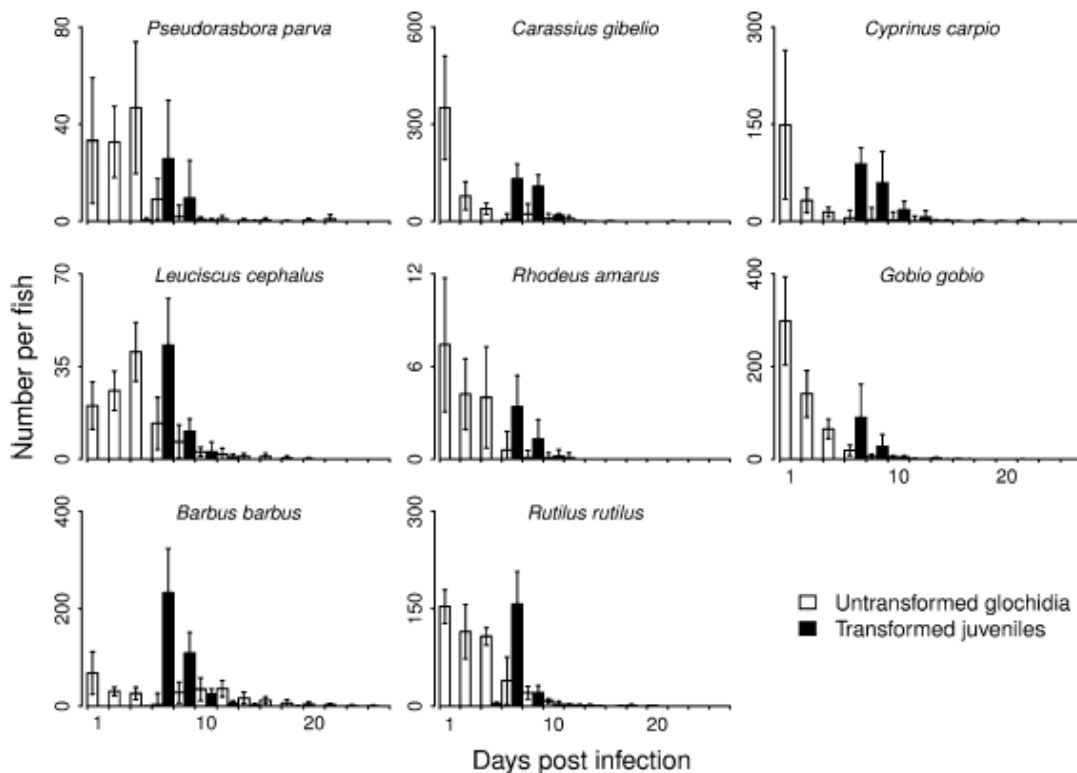 Pseudorasbora parva
Carassius gibelio
Cyprinus carpio
80
40
0
600
300
0
300
150
0
Leuciscus cephalus
Rhodeus amarus
Gobio gobio
70
35
0
12
6
0
400
200
0
1
10
20
Number per fish
Barbus barbus
Rutilus rutilus
400
200
0
300
150
0
Untransformed glochidia
Transformed juveniles
1
10
20
1
10
20
Days post infection